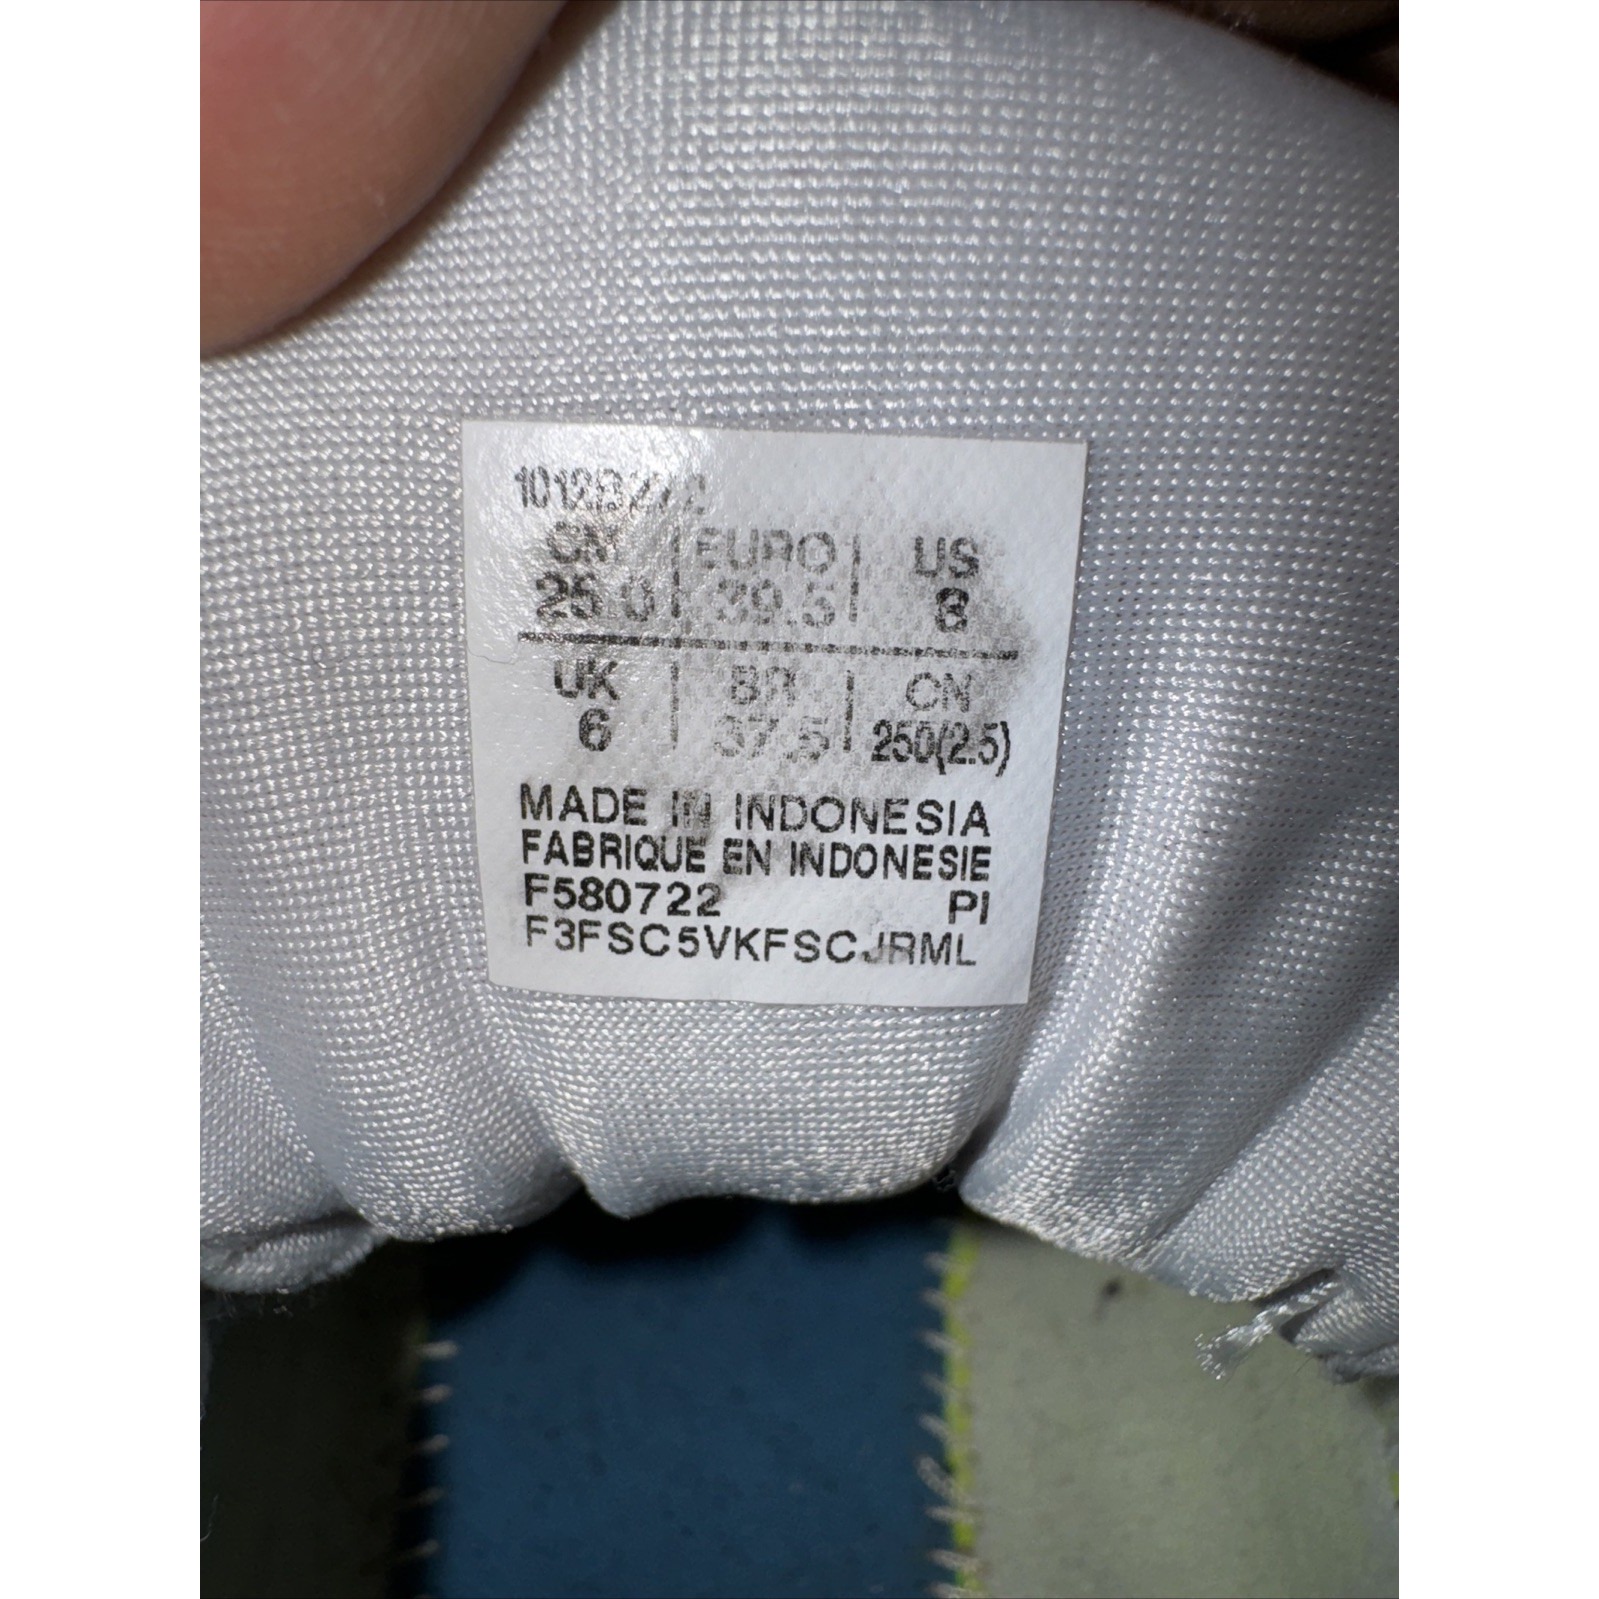 1012B272
CM EURO US
25.0 39.5 8
UK BR CN
6 37.5 250(2.5)
MADE IN INDONESIA
FABRIQUE EN INDONESIE
F580722 PI
F3FSC5VKFSCJRML